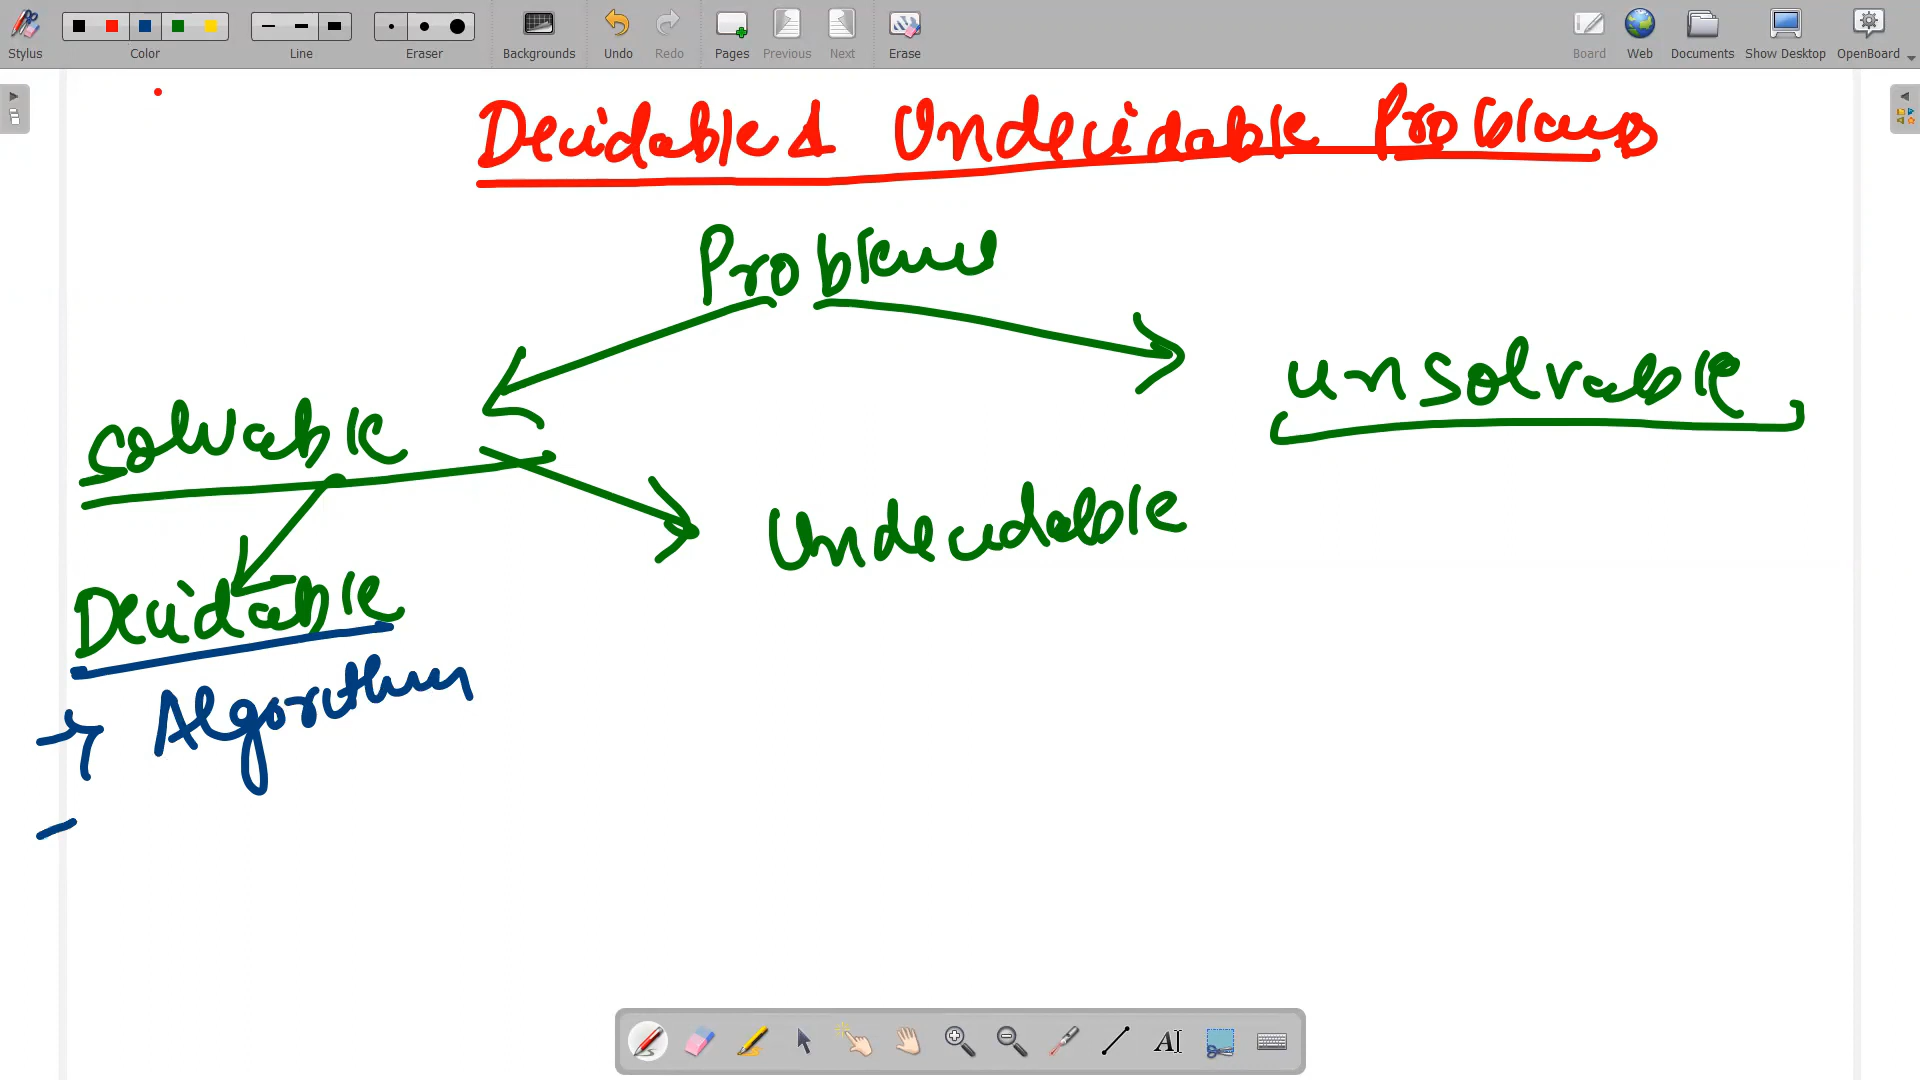 Stylus Color Line Eraser Backgrounds Undo Redo Pages Previous Next Erase Board Web Documents Show Desktop OpenBoard
Decidable & Undecidable Problems
Problems
solvable
unsolvable
Undecidable
Decidable
→ Algorithm
-